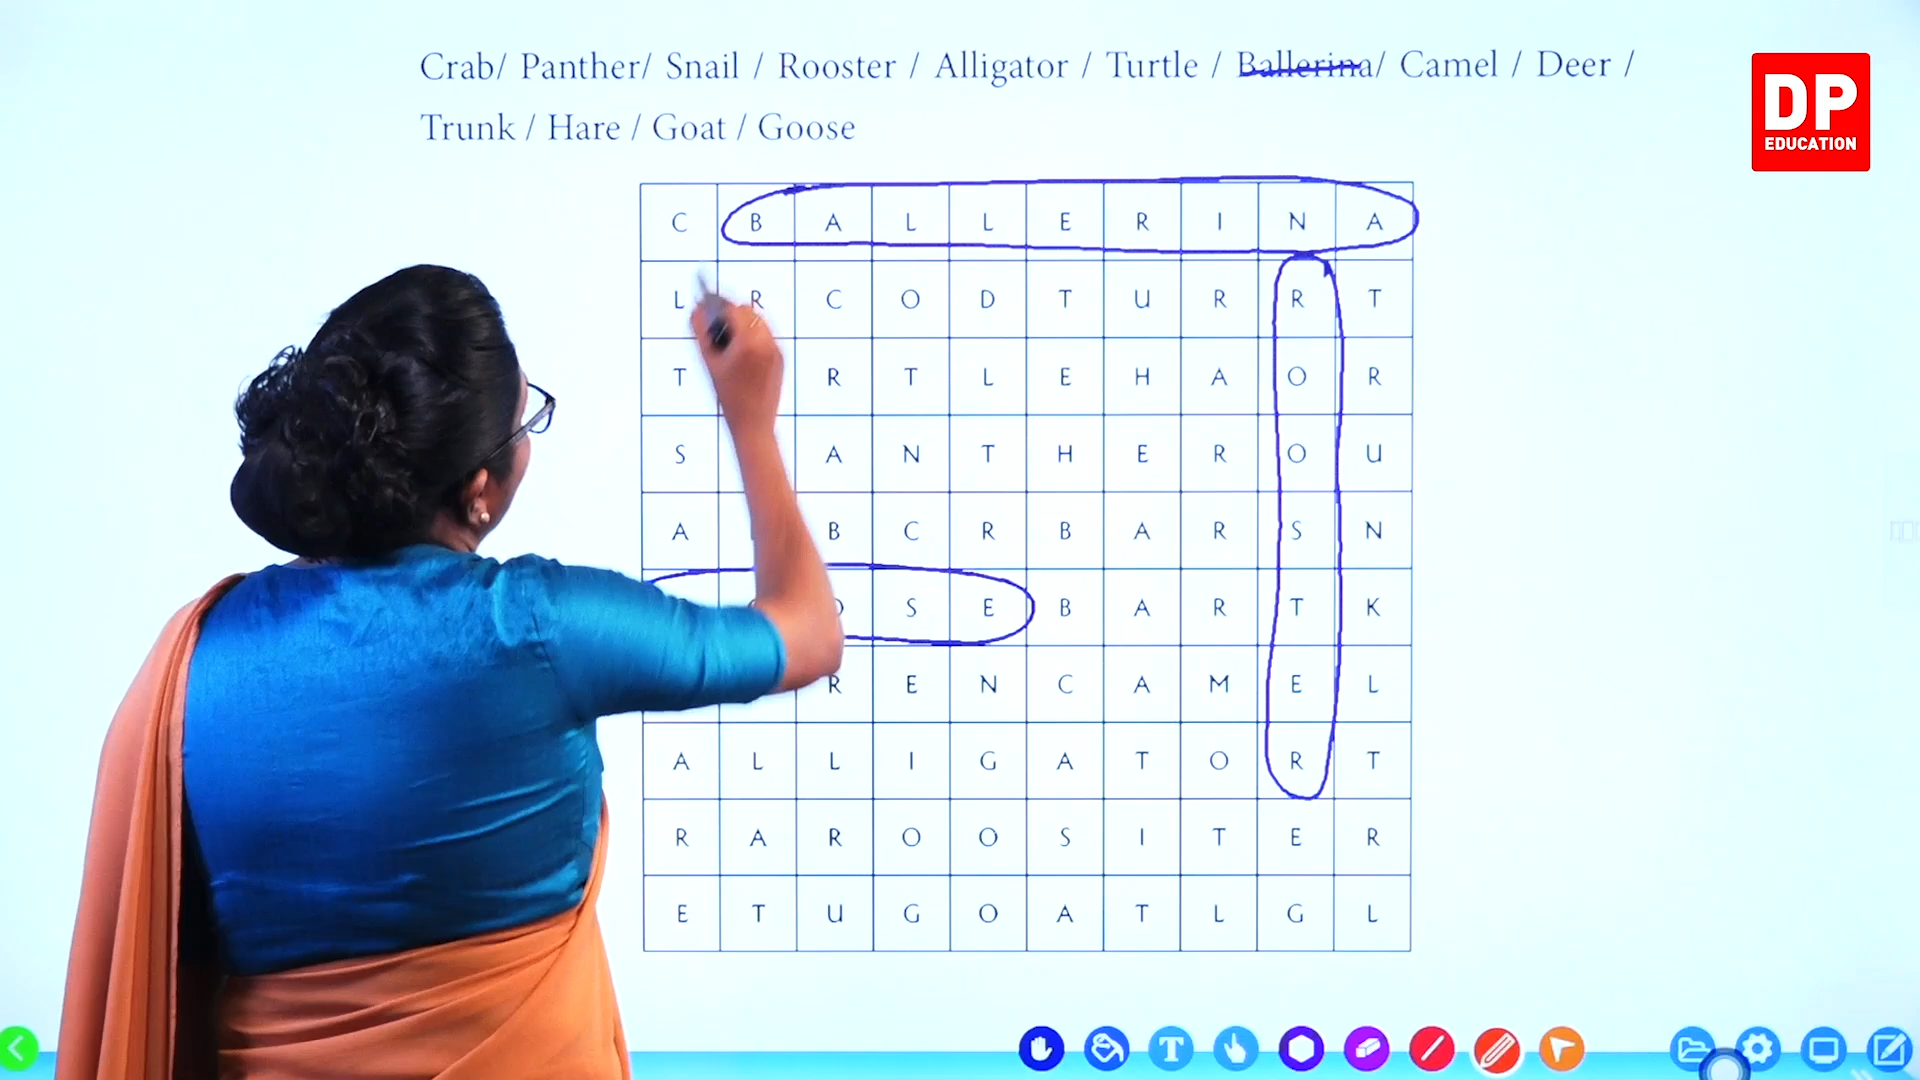 Crab/ Panther/ Snail / Rooster / Alligator / Turtle / Ballerina/ Camel / Deer /
Trunk / Hare / Goat / Goose
DP
EDUCATION
C B A L L E R I N A
L R C O D T U R R T
T R T L E H A O R
S A N T H E R O U
A B C R B A R S N
S E B A R T K
R E N C A M E L
A L L I G A T O R T
R A R O O S I T E R
E T U G O A T L G L
T